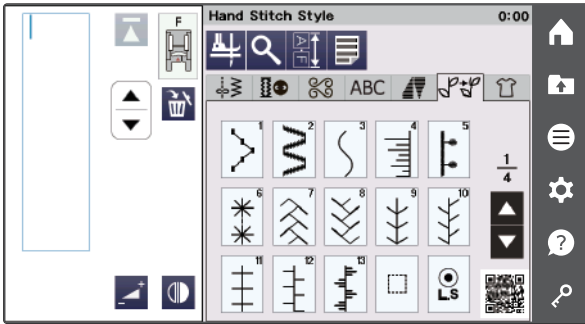 Hand Stitch Style 0:00
F
A
F
ABC
1 2 3 4 5
1
4
6 7 8 9 10
11 12 13
L.S